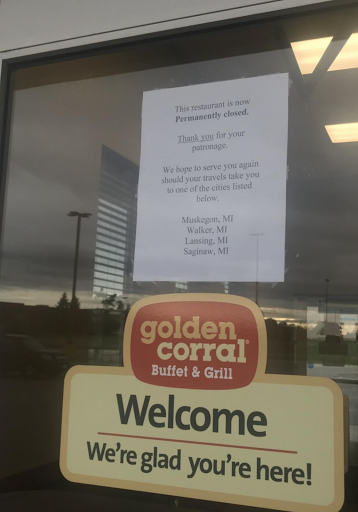 This restaurant is now
Permanently closed.
Thank you for your
patronage.
We hope to serve you again
should your travels take you
to one of the cities listed
below.
Muskegon, MI
Walker, MI
Lansing, MI
Saginaw, MI
golden
corral
Buffet & Grill
Welcome
We're glad you're here!